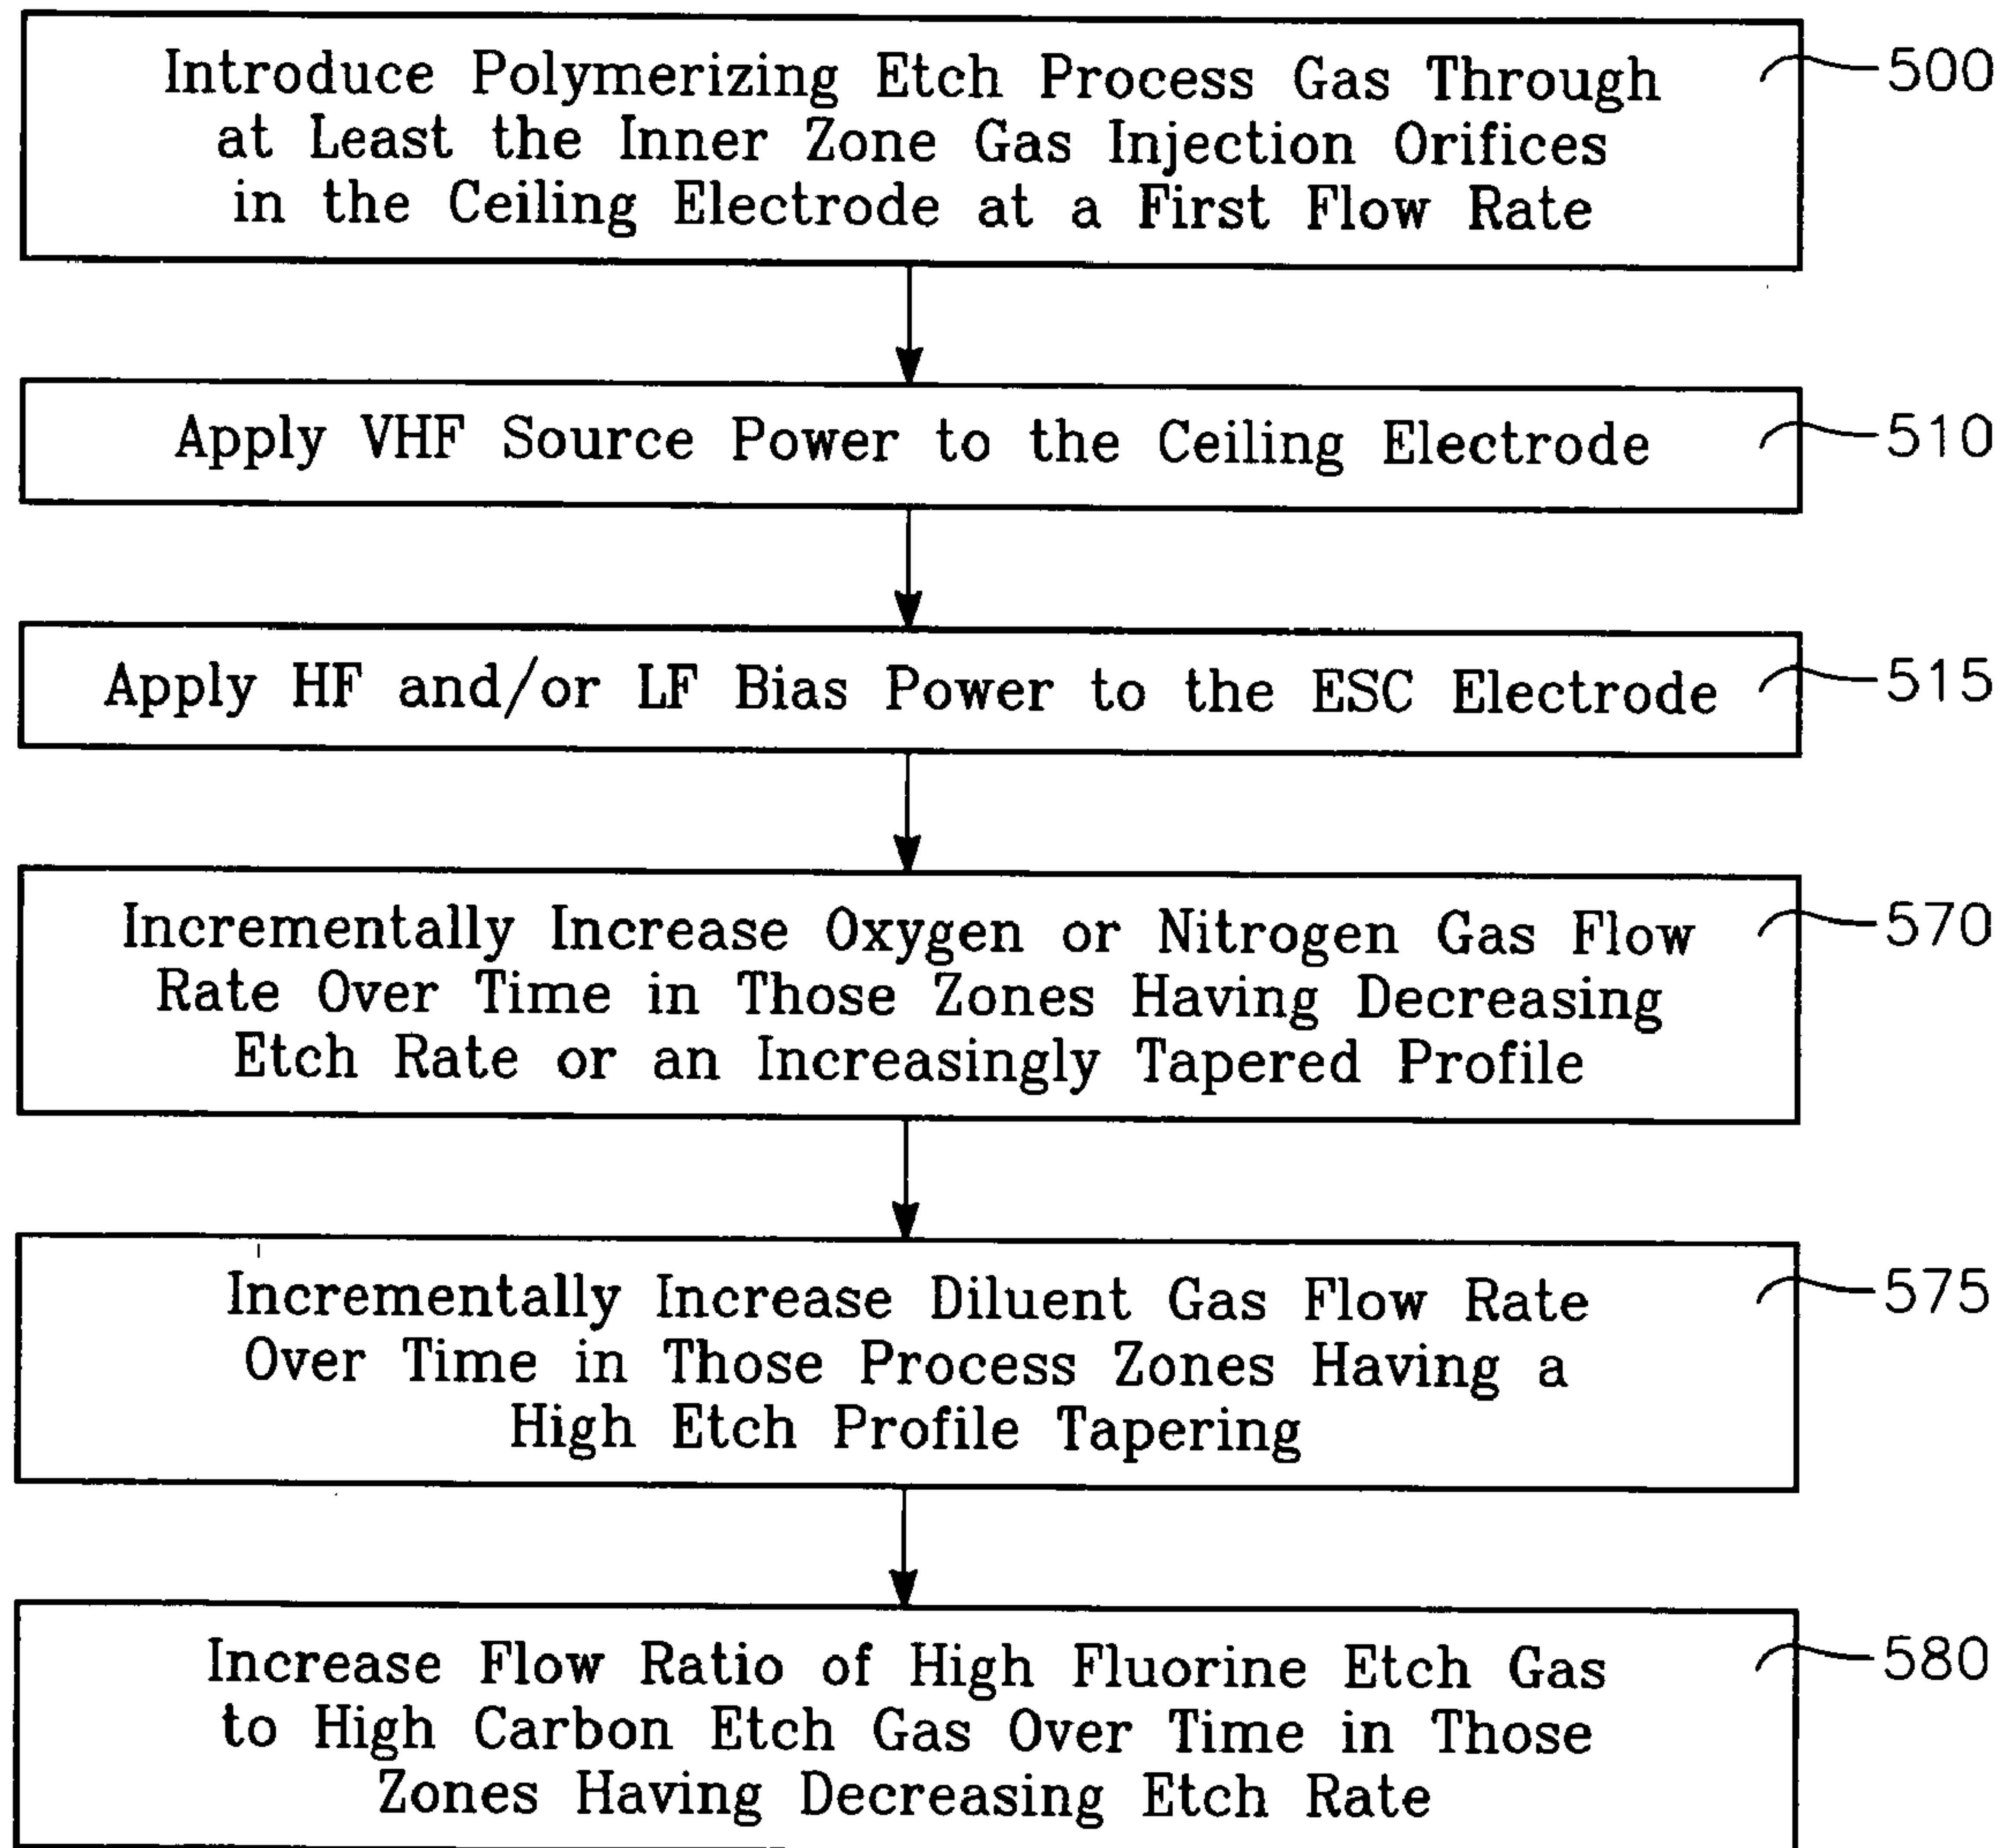 Introduce Polymerizing Etch Process Gas Through
at Least the Inner Zone Gas Injection Orifices
in the Ceiling Electrode at a First Flow Rate
500
Apply VHF Source Power to the Ceiling Electrode
510
Apply HF and/or LF Bias Power to the ESC Electrode
515
Incrementally Increase Oxygen or Nitrogen Gas Flow
Rate Over Time in Those Zones Having Decreasing
Etch Rate or an Increasingly Tapered Profile
570
Incrementally Increase Diluent Gas Flow Rate
Over Time in Those Process Zones Having a
High Etch Profile Tapering
575
Increase Flow Ratio of High Fluorine Etch Gas
to High Carbon Etch Gas Over Time in Those
Zones Having Decreasing Etch Rate
580